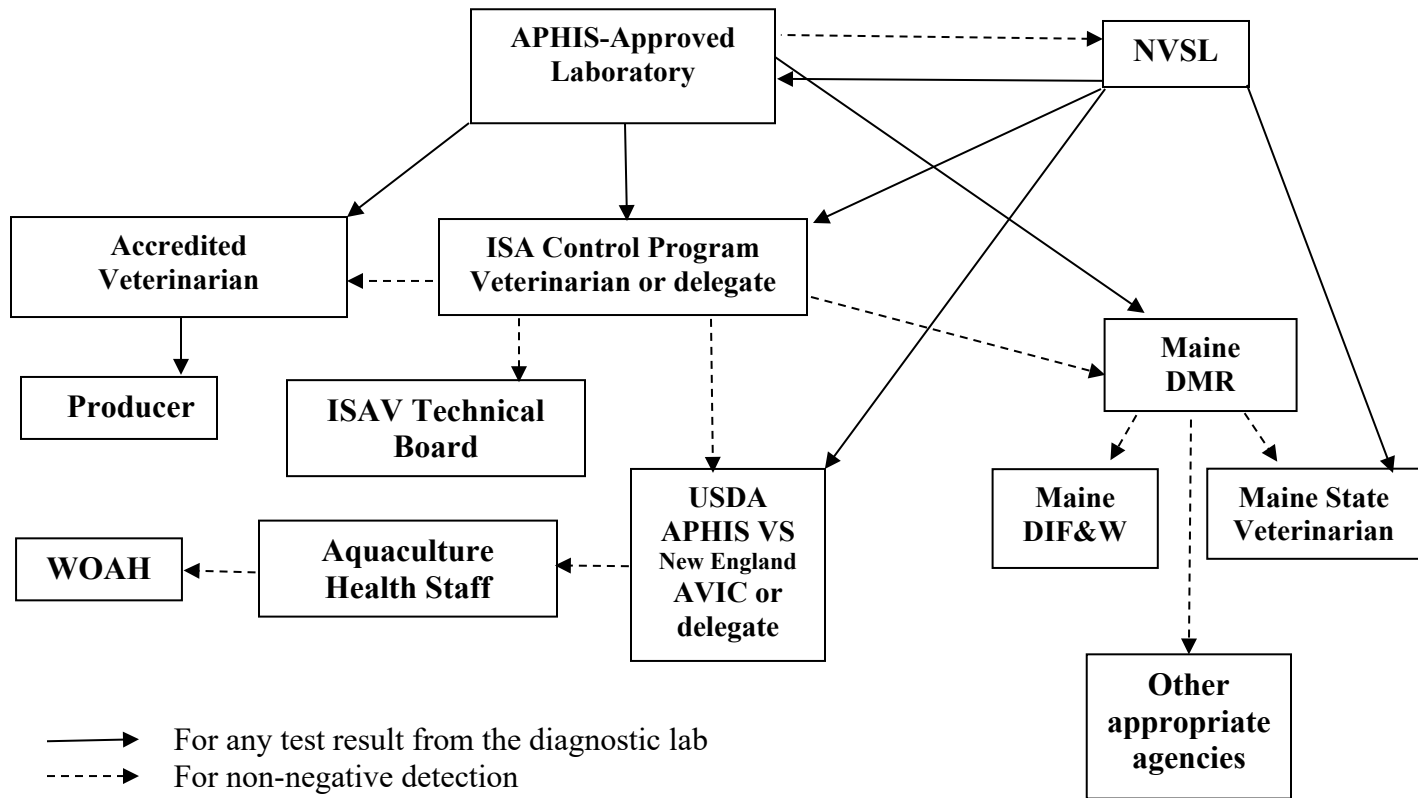 APHIS-Approved
Laboratory
NVSL
Accredited
Veterinarian
ISA Control Program
Veterinarian or delegate
Maine
DMR
Producer
ISAV Technical
Board
USDA
APHIS VS
New England
AVIC or
delegate
Maine
DIF&W
Maine State
Veterinarian
WOAH
Aquaculture
Health Staff
Other
appropriate
agencies
For any test result from the diagnostic lab
For non-negative detection